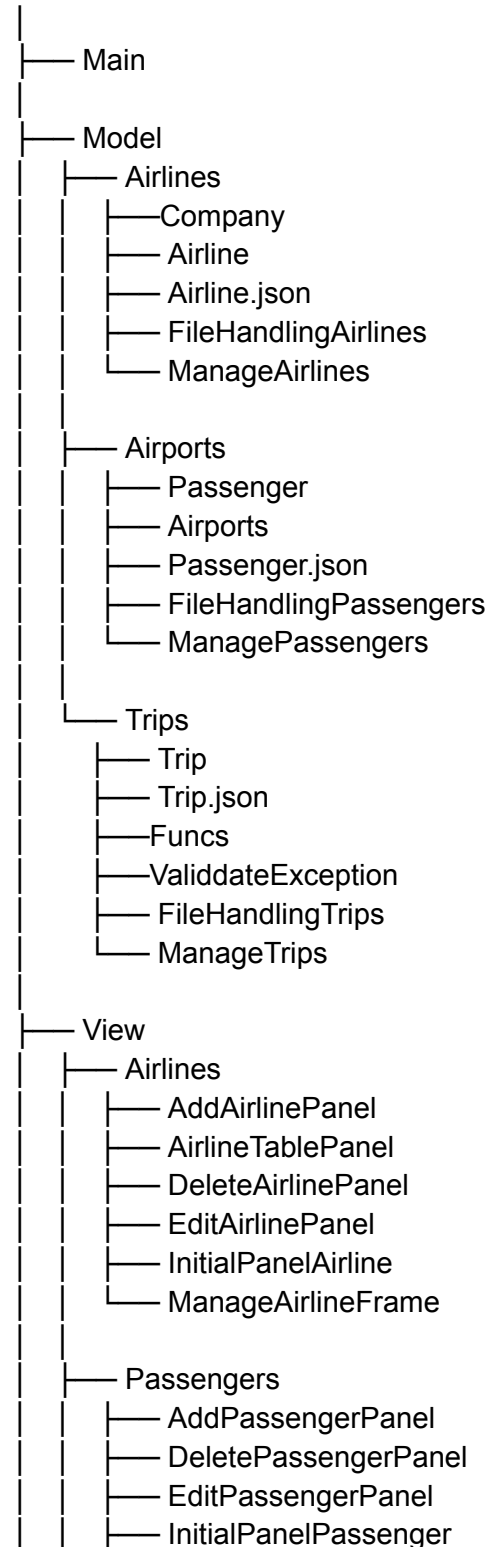 Main
Model
Airlines
Company
Airline
Airline.json
FileHandlingAirlines
ManageAirlines
Airports
Passenger
Airports
Passenger.json
FileHandlingPassengers
ManagePassengers
Trips
Trip
Trip.json
Funcs
ValiddateException
FileHandlingTrips
ManageTrips
View
Airlines
AddAirlinePanel
AirlineTablePanel
DeleteAirlinePanel
EditAirlinePanel
InitialPanelAirline
ManageAirlineFrame
Passengers
AddPassengerPanel
DeletePassengerPanel
EditPassengerPanel
InitialPanelPassenger